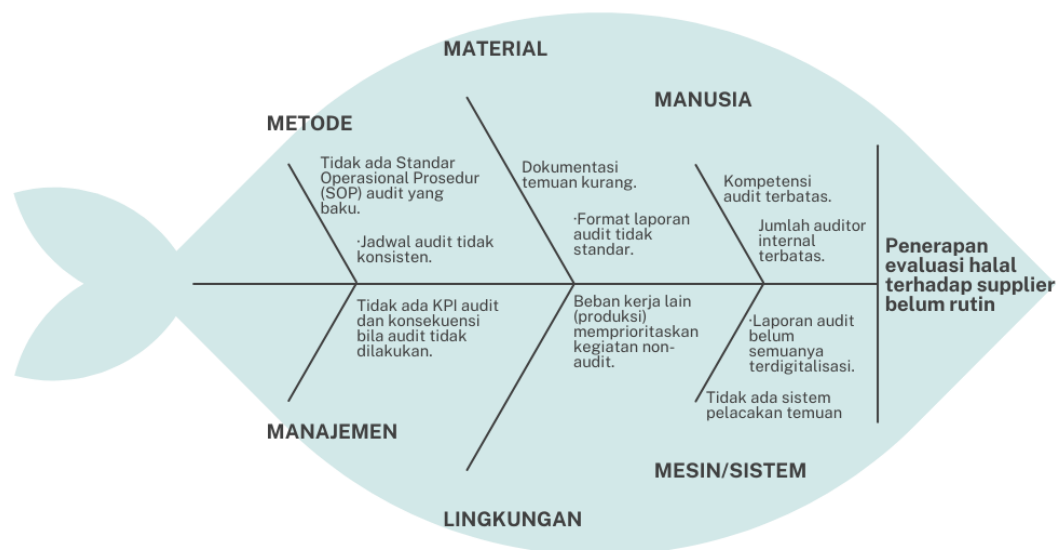 MATERIAL
MANUSIA
METODE
Tidak ada Standar
Operasional Prosedur
(SOP) audit yang
baku.
·Jadwal audit tidak
konsisten.
Dokumentasi
temuan kurang.
·Format laporan
audit tidak
standar.
Kompetensi
audit terbatas.
Jumlah auditor
internal
terbatas.
Penerapan
evaluasi halal
terhadap supplier
belum rutin
Tidak ada KPI audit
dan konsekuensi
bila audit tidak
dilakukan.
Beban kerja lain
(produksi)
memprioritaskan
kegiatan non-
audit.
·Laporan audit
belum
semuanya
terdigitalisasi.
Tidak ada sistem
pelacakan temuan
MANAJEMEN
MESIN/SISTEM
LINGKUNGAN